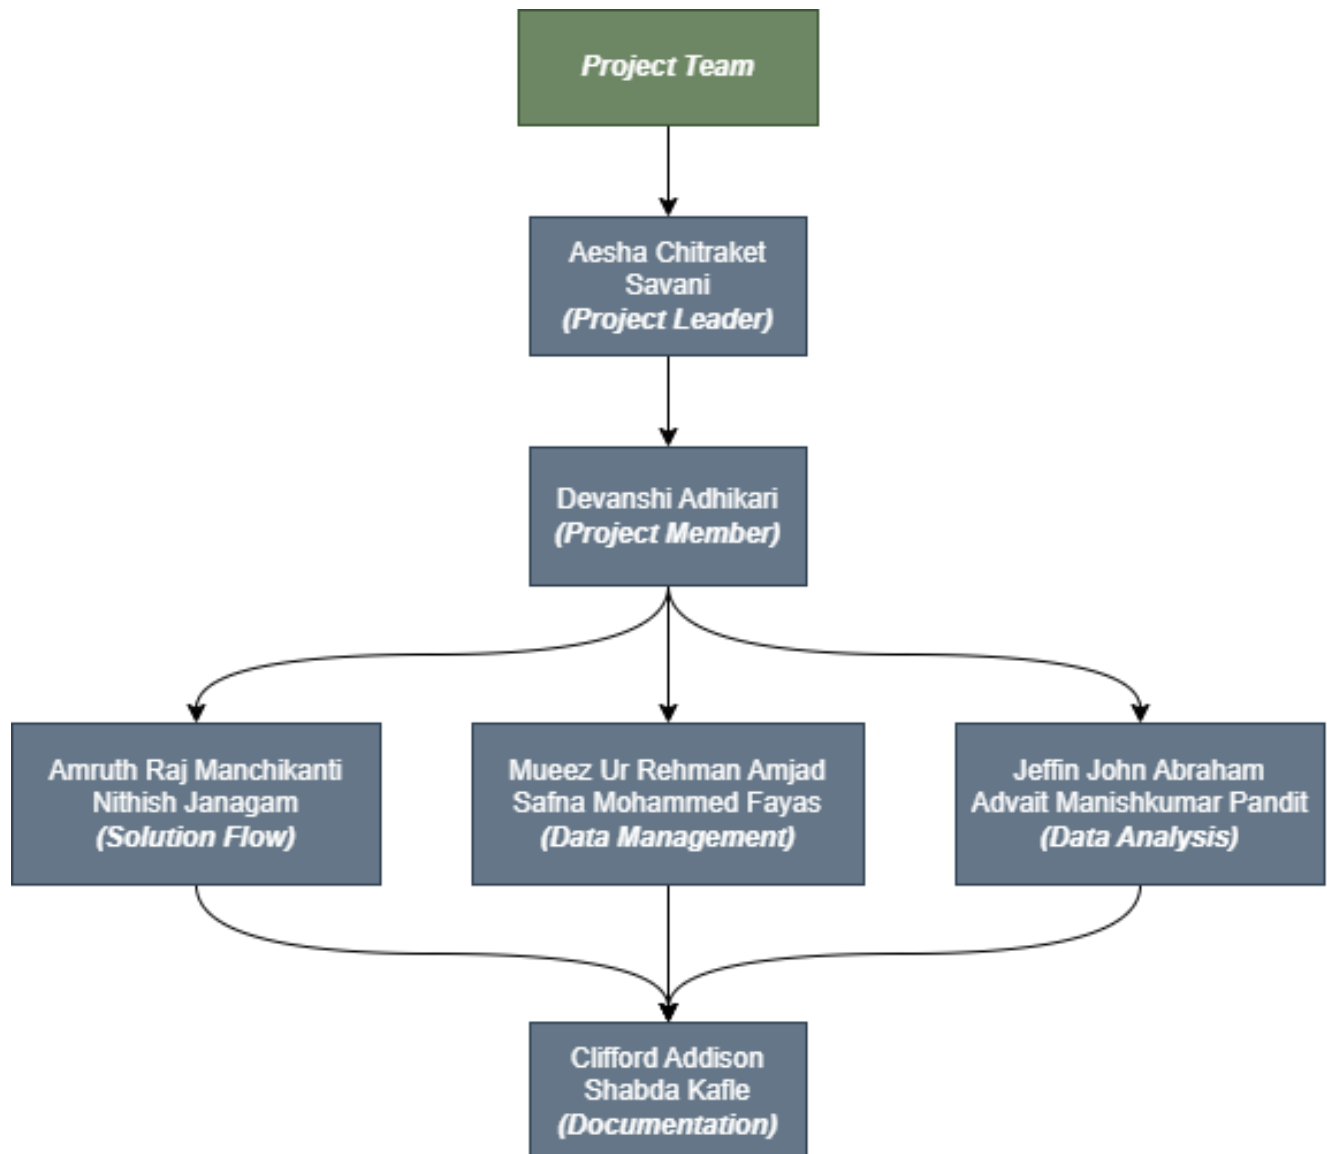 Project Team
Aesha Chitraket
Savani
(Project Leader)
Devanshi Adhikari
(Project Member)
Amruth Raj Manchikanti
Nithish Janagam
(Solution Flow)
Mueez Ur Rehman Amjad
Safna Mohammed Fayas
(Data Management)
Jeffin John Abraham
Advait Manishkumar Pandit
(Data Analysis)
Clifford Addison
Shabda Kafle
(Documentation)